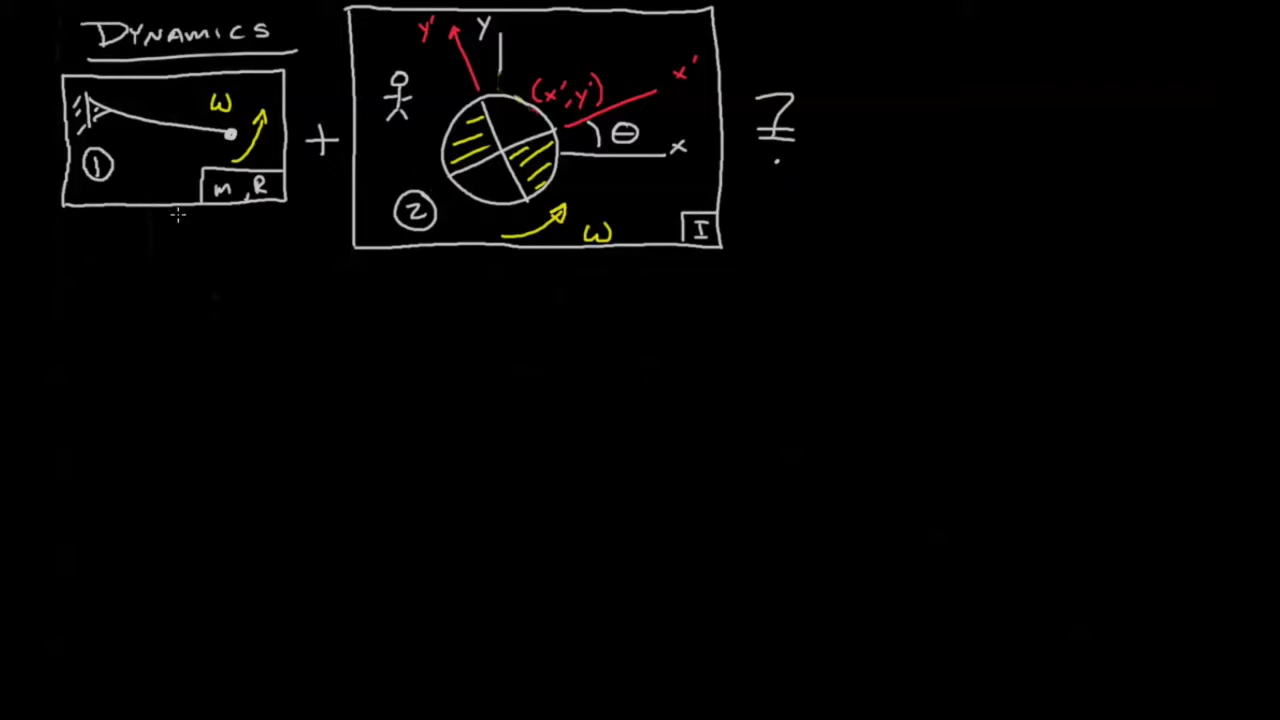 DYNAMICS
ω
①
m, R
+
y'
y
(x', y')
x'
θ
x
②
ω
I
?
=